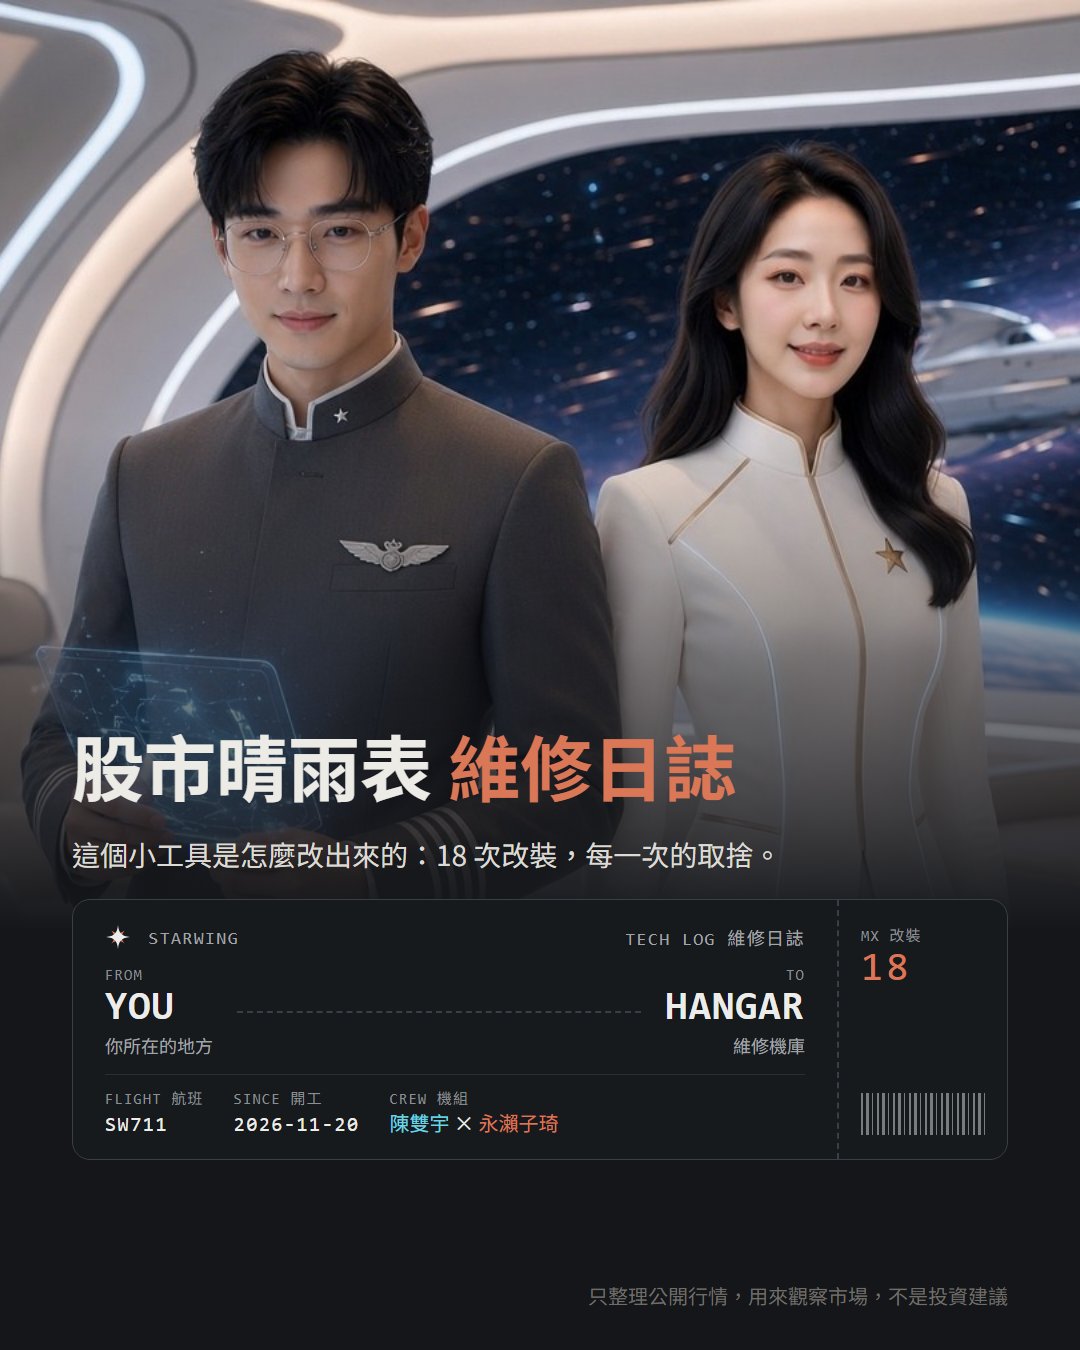 股市晴雨表 維修日誌
這個小工具是怎麼改出來的：18 次改裝，每一次的取捨。
STARWING
TECH LOG 維修日誌
MX 改裝
18
FROM
TO
YOU
HANGAR
你所在的地方
維修機庫
FLIGHT 航班
SINCE 開工
CREW 機組
SW711
2026-11-20
陳雙宇 × 永瀨子琦
只整理公開行情，用來觀察市場，不是投資建議